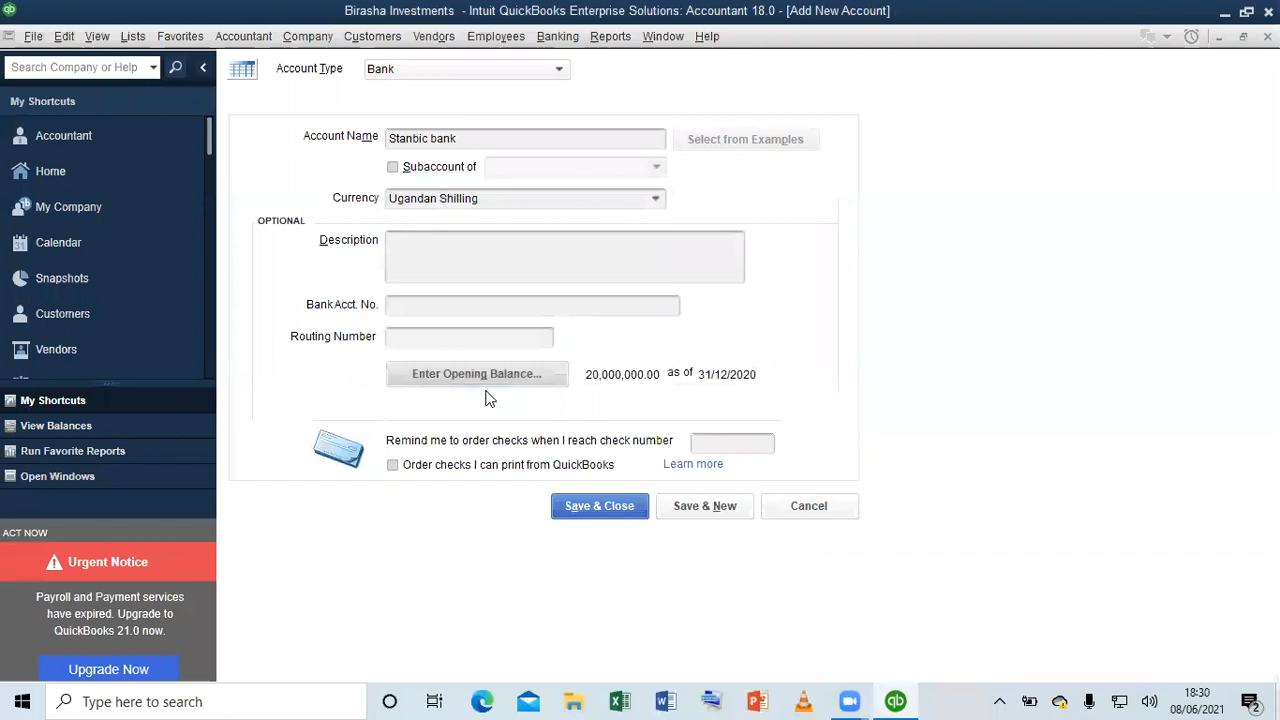 Birasha Investments - Intuit QuickBooks Enterprise Solutions: Accountant 18.0 - [Add New Account]
File Edit View Lists Favorites Accountant Company Customers Vendors Employees Banking Reports Window Help
Search Company or Help
Account Type Bank
My Shortcuts
Accountant
Home
My Company
Calendar
Snapshots
Customers
Vendors
My Shortcuts
View Balances
Run Favorite Reports
Open Windows
ACT NOW
Urgent Notice
Payroll and Payment services
have expired. Upgrade to
QuickBooks 21.0 now.
Upgrade Now
Account Name Stanbic bank Select from Examples
Subaccount of
Currency Ugandan Shilling
OPTIONAL
Description
Bank Acct. No.
Routing Number
Enter Opening Balance... 20,000,000.00 as of 31/12/2020
Remind me to order checks when I reach check number
Order checks I can print from QuickBooks Learn more
Save & Close Save & New Cancel
Type here to search
18:30
08/06/2021
2